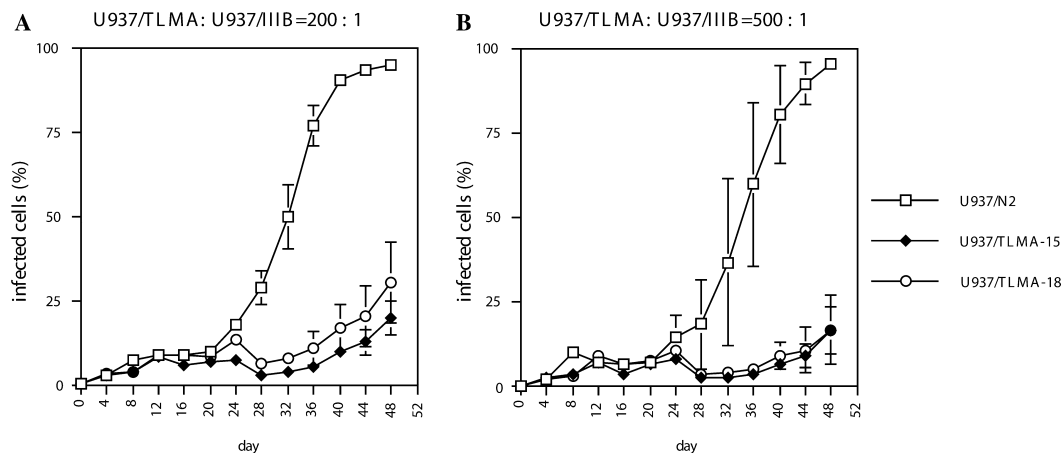 A
U937/TLMA: U937/IIIB=200 : 1
100
75
50
25
0
infected cells (%)
0 4 8 12 16 20 24 28 32 36 40 44 48 52
day
B
U937/TLMA: U937/IIIB=500 : 1
100
75
50
25
0
infected cells (%)
0 4 8 12 16 20 24 28 32 36 40 44 48 52
day
U937/N2
U937/TLMA-15
U937/TLMA-18